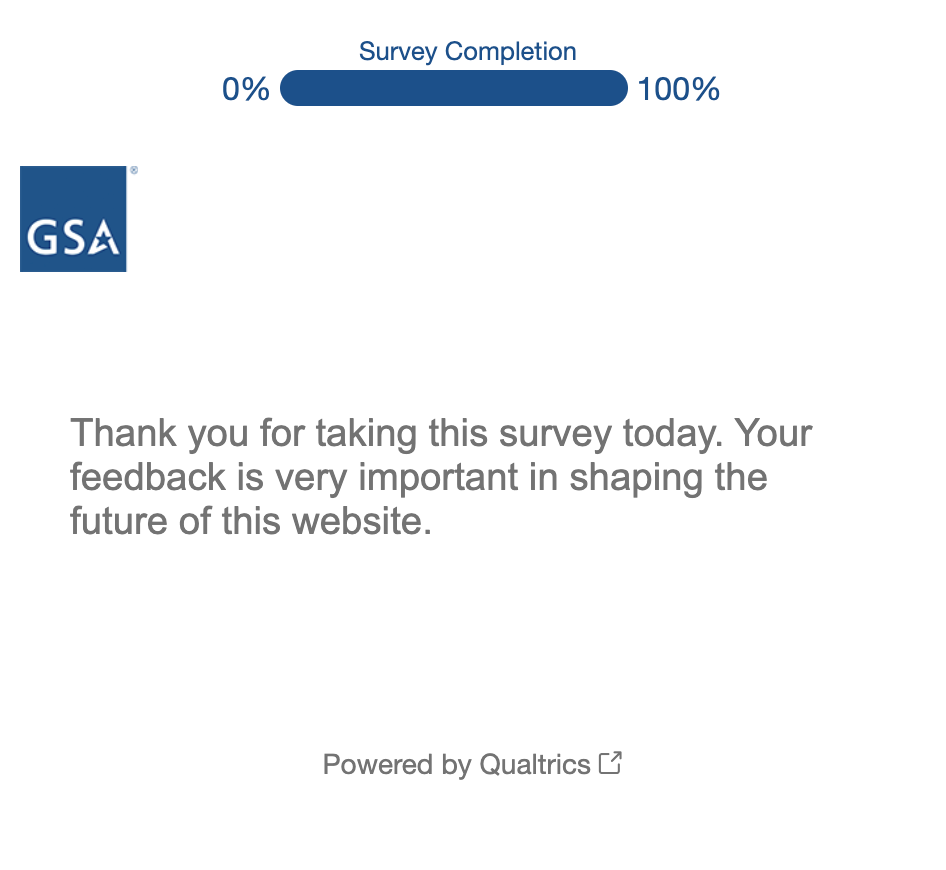 Survey Completion
0% 100%
®
GSA
Thank you for taking this survey today. Your
feedback is very important in shaping the
future of this website.
Powered by Qualtrics